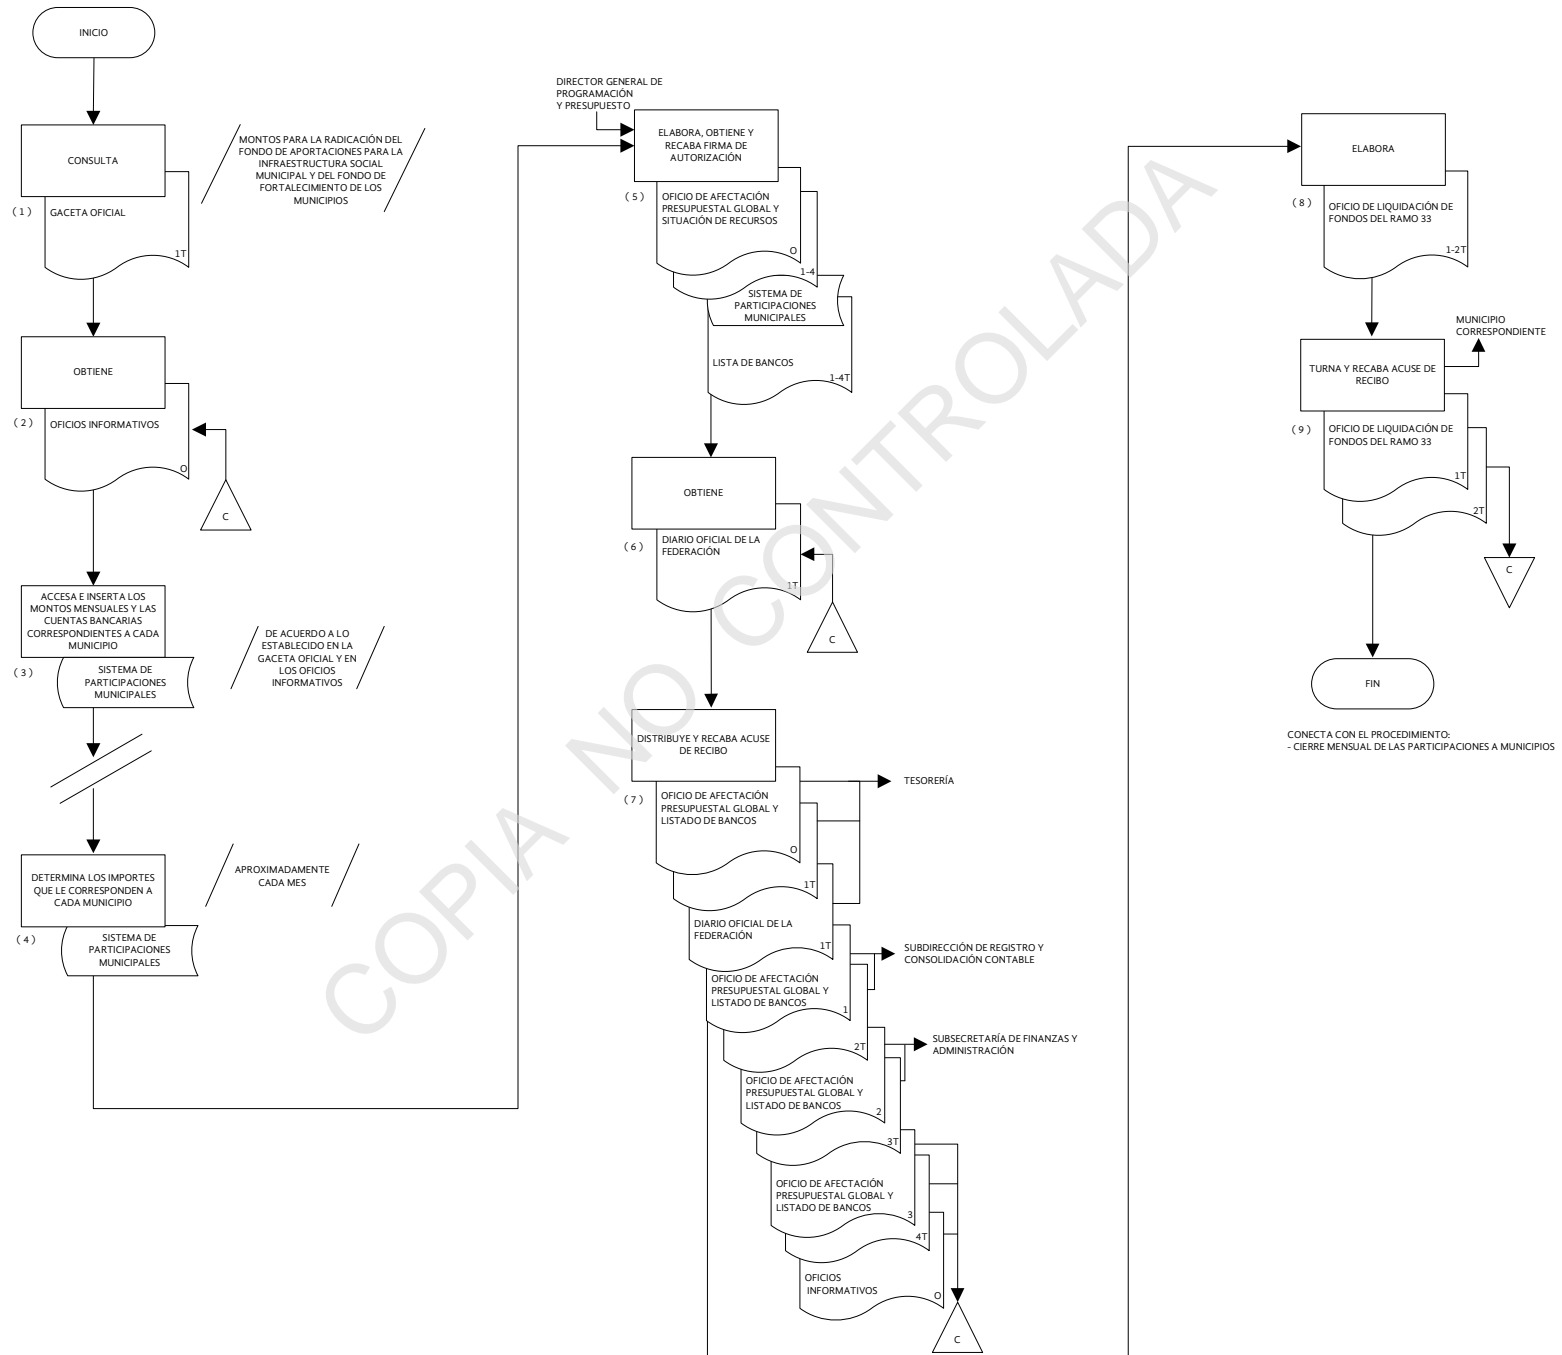 INICIO
CONSULTA
( 1 )
GACETA OFICIAL
1T
MONTOS PARA LA RADICACIÓN DEL
FONDO DE APORTACIONES PARA LA
INFRAESTRUCTURA SOCIAL
MUNICIPAL Y DEL FONDO DE
FORTALECIMIENTO DE LOS
MUNICIPIOS
OBTIENE
( 2 )
OFICIOS INFORMATIVOS
O
C
ACCESA E INSERTA LOS
MONTOS MENSUALES Y LAS
CUENTAS BANCARIAS
CORRESPONDIENTES A CADA
MUNICIPIO
( 3 )
SISTEMA DE
PARTICIPACIONES
MUNICIPALES
DE ACUERDO A LO
ESTABLECIDO EN LA
GACETA OFICIAL Y EN
LOS OFICIOS
INFORMATIVOS
DETERMINA LOS IMPORTES
QUE LE CORRESPONDEN A
CADA MUNICIPIO
( 4 )
SISTEMA DE
PARTICIPACIONES
MUNICIPALES
APROXIMADAMENTE
CADA MES
DIRECTOR GENERAL DE
PROGRAMACIÓN
Y PRESUPUESTO
ELABORA, OBTIENE Y
RECABA FIRMA DE
AUTORIZACIÓN
( 5 )
OFICIO DE AFECTACIÓN
PRESUPUESTAL GLOBAL Y
SITUACIÓN DE RECURSOS
O
1-4
SISTEMA DE
PARTICIPACIONES
MUNICIPALES
LISTA DE BANCOS
1-4T
OBTIENE
( 6 )
DIARIO OFICIAL DE LA
FEDERACIÓN
1T
C
DISTRIBUYE Y RECABA ACUSE
DE RECIBO
( 7 )
OFICIO DE AFECTACIÓN
PRESUPUESTAL GLOBAL Y
LISTADO DE BANCOS
O
TESORERÍA
1T
DIARIO OFICIAL DE LA
FEDERACIÓN
1T
SUBDIRECCIÓN DE REGISTRO Y
CONSOLIDACIÓN CONTABLE
OFICIO DE AFECTACIÓN
PRESUPUESTAL GLOBAL Y
LISTADO DE BANCOS
1
2T
SUBSECRETARÍA DE FINANZAS Y
ADMINISTRACIÓN
OFICIO DE AFECTACIÓN
PRESUPUESTAL GLOBAL Y
LISTADO DE BANCOS
2
3T
OFICIO DE AFECTACIÓN
PRESUPUESTAL GLOBAL Y
LISTADO DE BANCOS
3
4T
OFICIOS
INFORMATIVOS
O
C
ELABORA
( 8 )
OFICIO DE LIQUIDACIÓN DE
FONDOS DEL RAMO 33
1-2T
MUNICIPIO
CORRESPONDIENTE
TURNA Y RECABA ACUSE DE
RECIBO
( 9 )
OFICIO DE LIQUIDACIÓN DE
FONDOS DEL RAMO 33
1T
2T
C
FIN
CONECTA CON EL PROCEDIMIENTO:
- CIERRE MENSUAL DE LAS PARTICIPACIONES A MUNICIPIOS
COPIA NO CONTROLADA